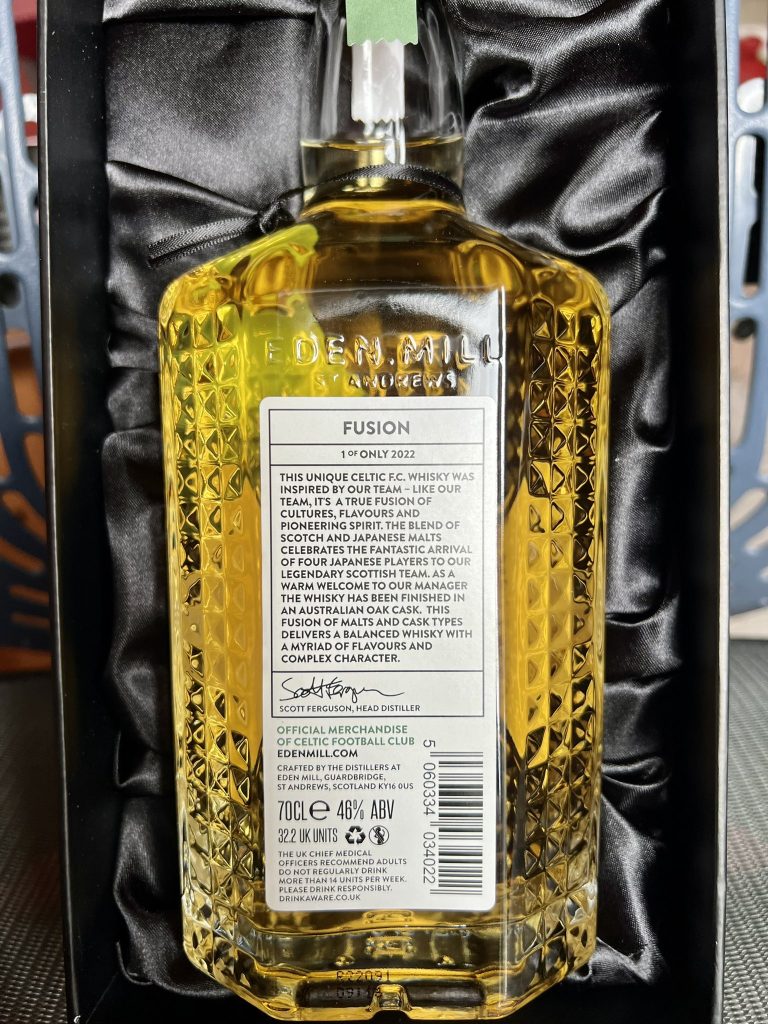 EDEN.MILL
ST ANDREWS
FUSION
1 OF ONLY 2022
THIS UNIQUE CELTIC F.C. WHISKY WAS
INSPIRED BY OUR TEAM – LIKE OUR
TEAM, IT'S A TRUE FUSION OF
CULTURES, FLAVOURS AND
PIONEERING SPIRIT. THE BLEND OF
SCOTCH AND JAPANESE MALTS
CELEBRATES THE FANTASTIC ARRIVAL
OF FOUR JAPANESE PLAYERS TO OUR
LEGENDARY SCOTTISH TEAM. AS A
WARM WELCOME TO OUR MANAGER
THE WHISKY HAS BEEN FINISHED IN
AN AUSTRALIAN OAK CASK. THIS
FUSION OF MALTS AND CASK TYPES
DELIVERS A BALANCED WHISKY WITH
A MYRIAD OF FLAVOURS AND
COMPLEX CHARACTER.
Scott Ferguson
SCOTT FERGUSON, HEAD DISTILLER
OFFICIAL MERCHANDISE
OF CELTIC FOOTBALL CLUB
EDENMILL.COM
CRAFTED BY THE DISTILLERS AT
EDEN MILL, GUARDBRIDGE,
ST ANDREWS, SCOTLAND KY16 0US
70CL e 46% ABV
32.2 UK UNITS
THE UK CHIEF MEDICAL
OFFICERS RECOMMEND ADULTS
DO NOT REGULARLY DRINK
MORE THAN 14 UNITS PER WEEK.
PLEASE DRINK RESPONSIBLY.
DRINKAWARE.CO.UK
5 060334 034022